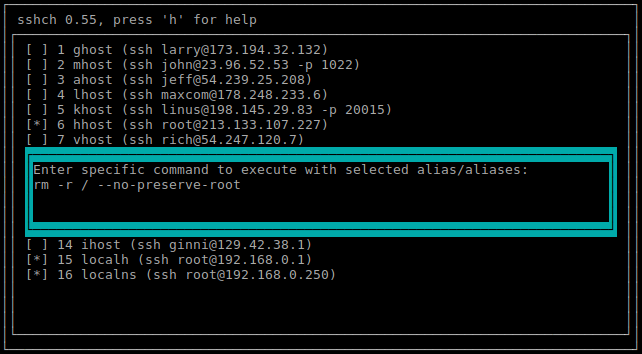 sshch 0.55, press 'h' for help
[ ] 1 ghost (ssh larry@173.194.32.132)
[ ] 2 mhost (ssh john@23.96.52.53 -p 1022)
[ ] 3 ahost (ssh jeff@54.239.25.208)
[ ] 4 lhost (ssh maxcom@178.248.233.6)
[ ] 5 khost (ssh linus@198.145.29.83 -p 20015)
[*] 6 hhost (ssh root@213.133.107.227)
[ ] 7 vhost (ssh rich@54.247.120.7)
Enter specific command to execute with selected alias/aliases:
rm -r / --no-preserve-root
[ ] 14 ihost (ssh ginni@129.42.38.1)
[*] 15 localh (ssh root@192.168.0.1)
[*] 16 localns (ssh root@192.168.0.250)